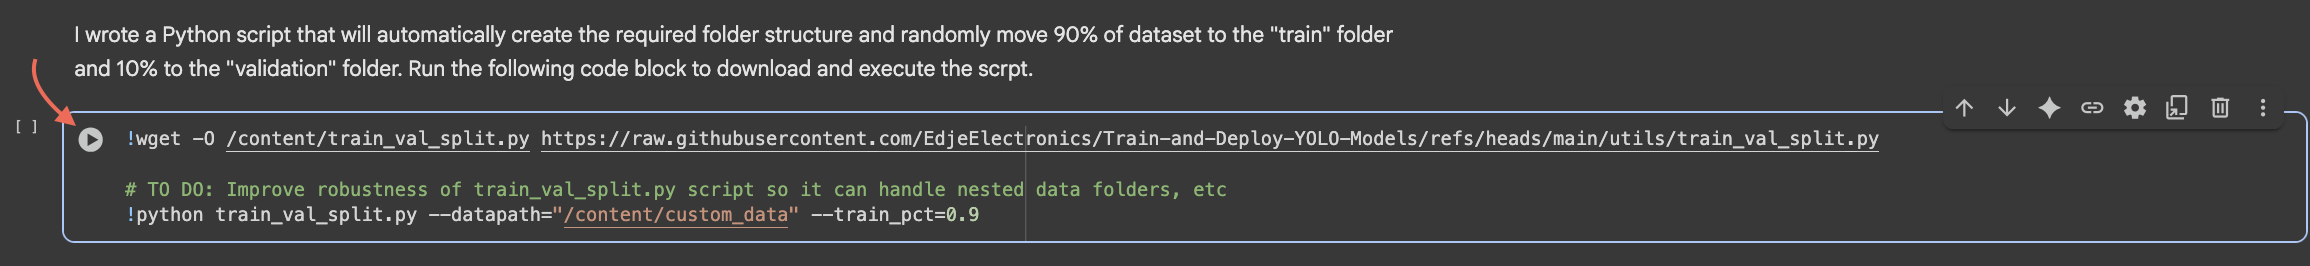 I wrote a Python script that will automatically create the required folder structure and randomly move 90% of dataset to the "train" folder
and 10% to the "validation" folder. Run the following code block to download and execute the scrpt.
[ ]
!wget -O /content/train_val_split.py https://raw.githubusercontent.com/EdjeElectronics/Train-and-Deploy-YOLO-Models/refs/heads/main/utils/train_val_split.py
# TO DO: Improve robustness of train_val_split.py script so it can handle nested data folders, etc
!python train_val_split.py --datapath="/content/custom_data" --train_pct=0.9